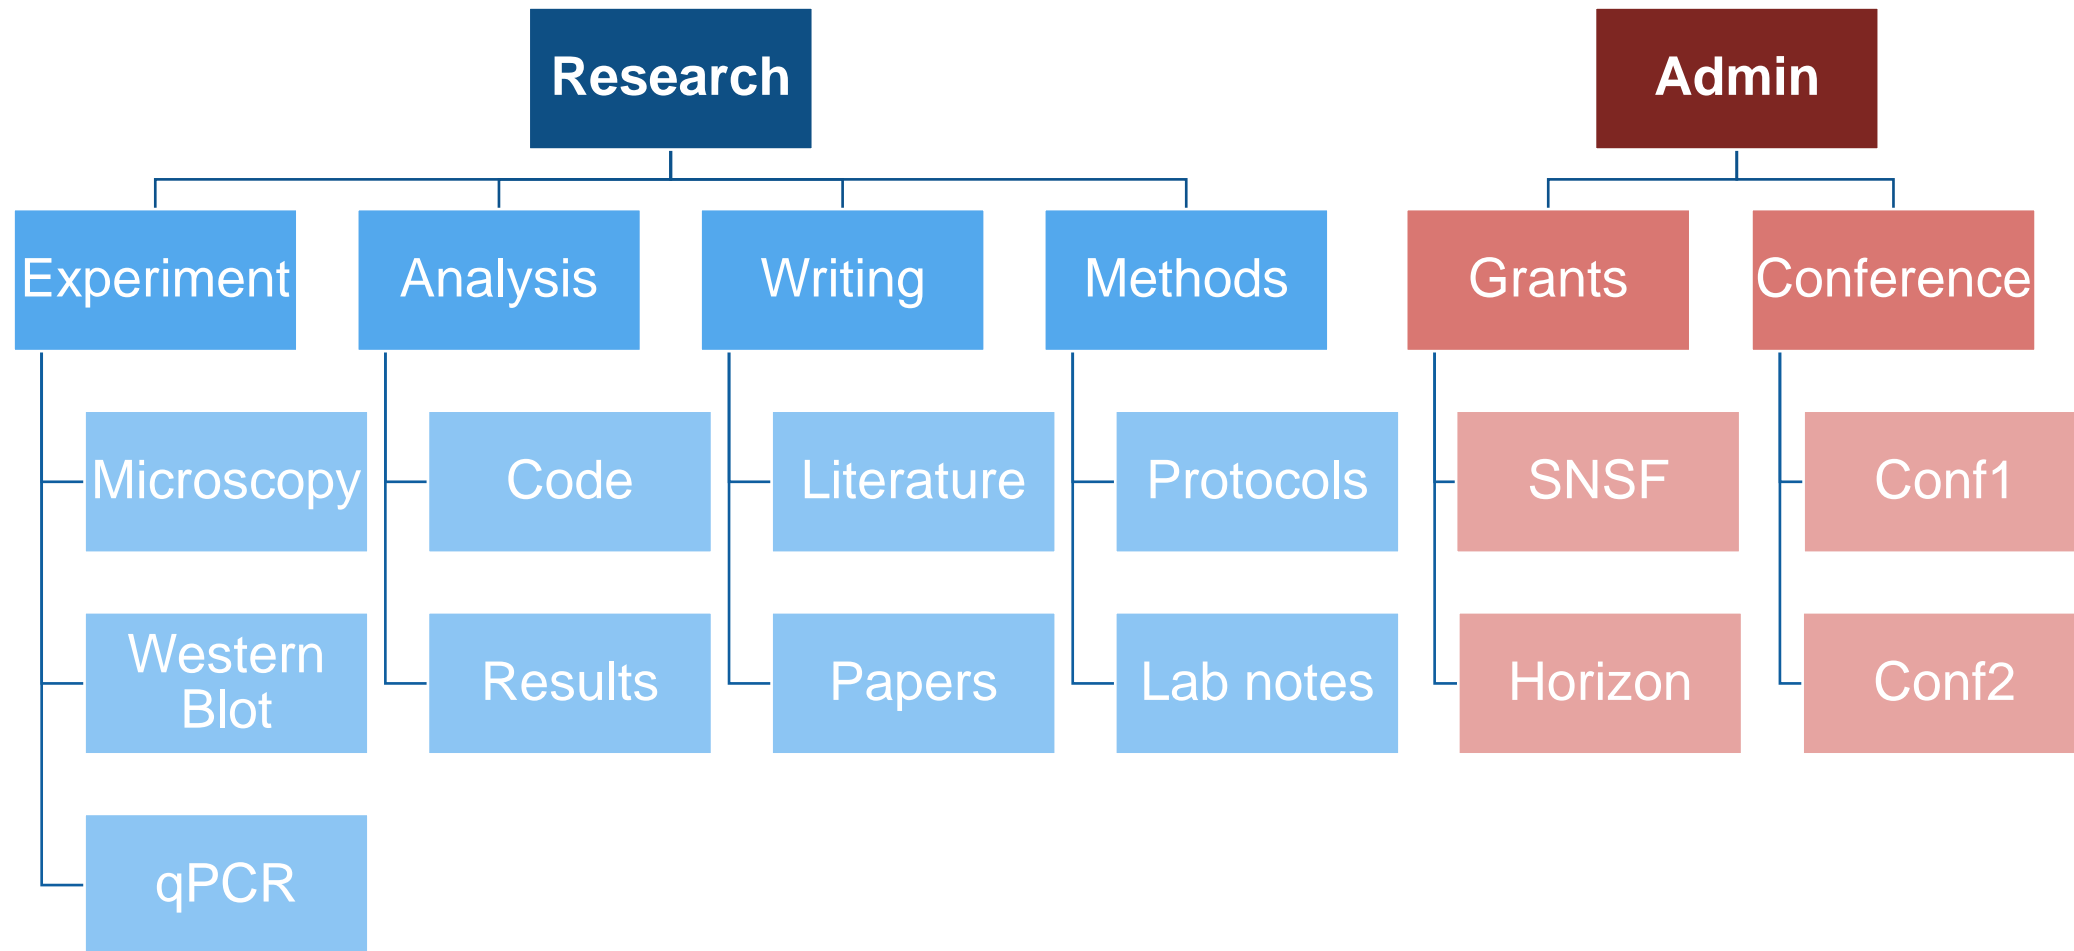 Research
Admin
Experiment
Analysis
Writing
Methods
Grants
Conference
Microscopy
Code
Literature
Protocols
SNSF
Conf1
Western
Blot
Results
Papers
Lab notes
Horizon
Conf2
qPCR